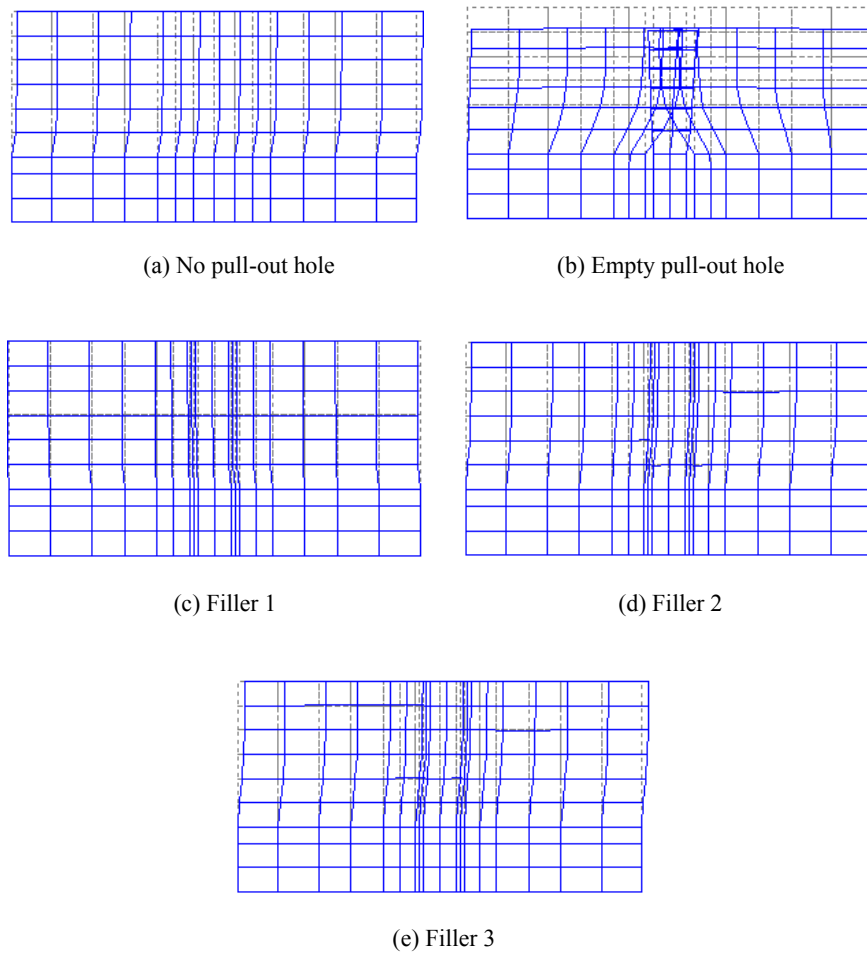 (a) No pull-out hole
(b) Empty pull-out hole
(c) Filler 1
(d) Filler 2
(e) Filler 3